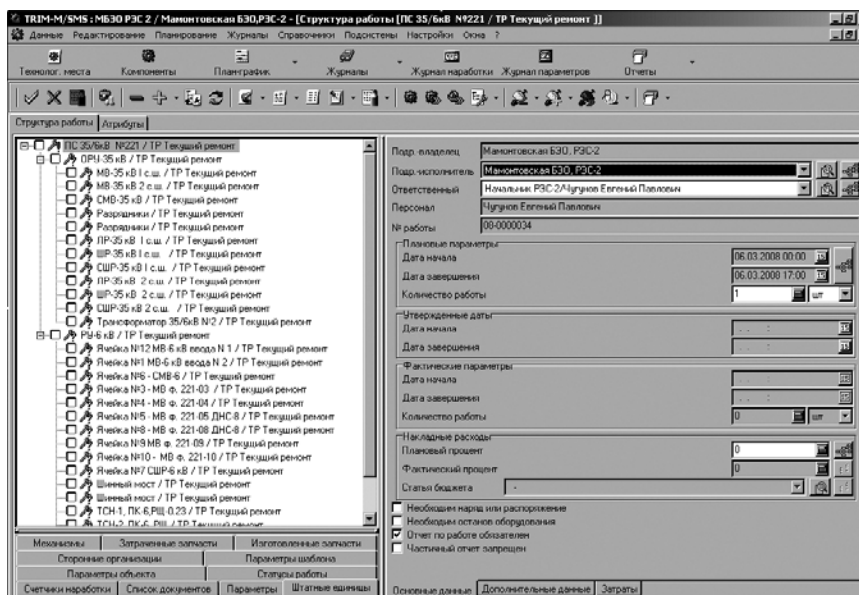 TRIM-M/SMS : МБЭО РЭС 2 / Мамонтовская БЭО,РЭС-2 - [Структура работы [ПС 35/6кВ №221 / ТР Текущий ремонт ]]
Данные Редактирование Планирование Журналы Справочники Подсистемы Настройки Окна ?
Технолог. места Компоненты План-график Журналы Журнал наработки Журнал параметров Отчеты
Структура работы Атрибуты
ПС 35/6кВ №221 / ТР Текущий ремонт
ОРУ-35 кВ / ТР Текущий ремонт
МВ-35 кВ I с.ш. / ТР Текущий ремонт
МВ-35 кВ 2 с.ш. / ТР Текущий ремонт
СМВ-35 кВ / ТР Текущий ремонт
Разрядники / ТР Текущий ремонт
Разрядники / ТР Текущий ремонт
ЛР-35 кВ I с.ш. / ТР Текущий ремонт
ШР-35 кВ I с.ш. / ТР Текущий ремонт
СШР-35 кВ I с.ш. / ТР Текущий ремонт
ЛР-35 кВ 2 с.ш. / ТР Текущий ремонт
ШР-35 кВ 2 с.ш. / ТР Текущий ремонт
СШР-35 кВ 2 с.ш. / ТР Текущий ремонт
Трансформатор 35/6кВ №2 / ТР Текущий ремонт
РУ-6 кВ / ТР Текущий ремонт
Ячейка №12 МВ-6 кВ ввода N 1 / ТР Текущий ремонт
Ячейка №1 МВ-6 кВ ввода N 2 / ТР Текущий ремонт
Ячейка №6 - СМВ-6 / ТР Текущий ремонт
Ячейка №3 - МВ ф. 221-03 / ТР Текущий ремонт
Ячейка №4 - МВ ф. 221-04 / ТР Текущий ремонт
Ячейка №5 - МВ ф. 221-05 ДНС-8 / ТР Текущий ремонт
Ячейка №8 - МВ ф. 221-08 ДНС-8 / ТР Текущий ремонт
Ячейка №9 МВ ф. 221-09 / ТР Текущий ремонт
Ячейка №10 - МВ ф. 221-10 / ТР Текущий ремонт
Ячейка №7 СШР-6 кВ / ТР Текущий ремонт
Шинный мост / ТР Текущий ремонт
Шинный мост / ТР Текущий ремонт
ТСН-1, ПК-6,РЩ-0.23 / ТР Текущий ремонт
ТСН-2, ПК-6, РЩ / ТР Текущий ремонт
Механизмы Затраченные запчасти Изготовленные запчасти
Сторонние организации Параметры шаблона
Параметры объекта Статусы работы
Счетчики наработки Список документов Параметры Штатные единицы
Подр.-владелец Мамонтовская БЭО, РЭС-2
Подр.-исполнитель Мамонтовская БЭО, РЭС-2
Ответственный Начальник РЭС-2/Чугунов Евгений Павлович
Персонал Чугунов Евгений Павлович
№ работы 08-0000034
Плановые параметры
Дата начала 06.03.2008 00:00
Дата завершения 06.03.2008 17:00
Количество работы 1 шт
Утвержденные даты
Дата начала . . :
Дата завершения . . :
Фактические параметры
Дата начала . . :
Дата завершения . . :
Количество работы 0 шт
Накладные расходы
Плановый процент 0
Фактический процент 0
Статья бюджета -
Необходим наряд или распоряжение
Необходим останов оборудования
Отчет по работе обязателен
Частичный отчет запрещен
Основные данные Дополнительные данные Затраты